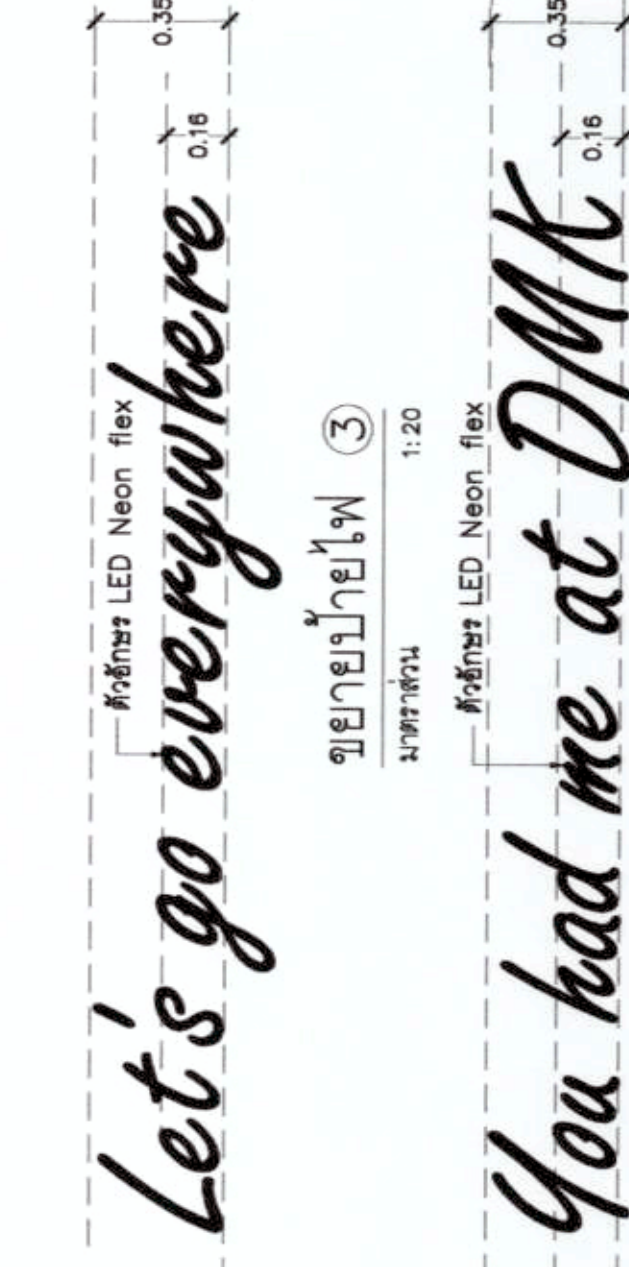 0.35
0.16
ตัวอักษร LED Neon flex
Let's go everywhere
ขยายป้ายไฟ 3
มาตราส่วน 1:20
0.35
0.16
ตัวอักษร LED Neon flex
You had me at DMK